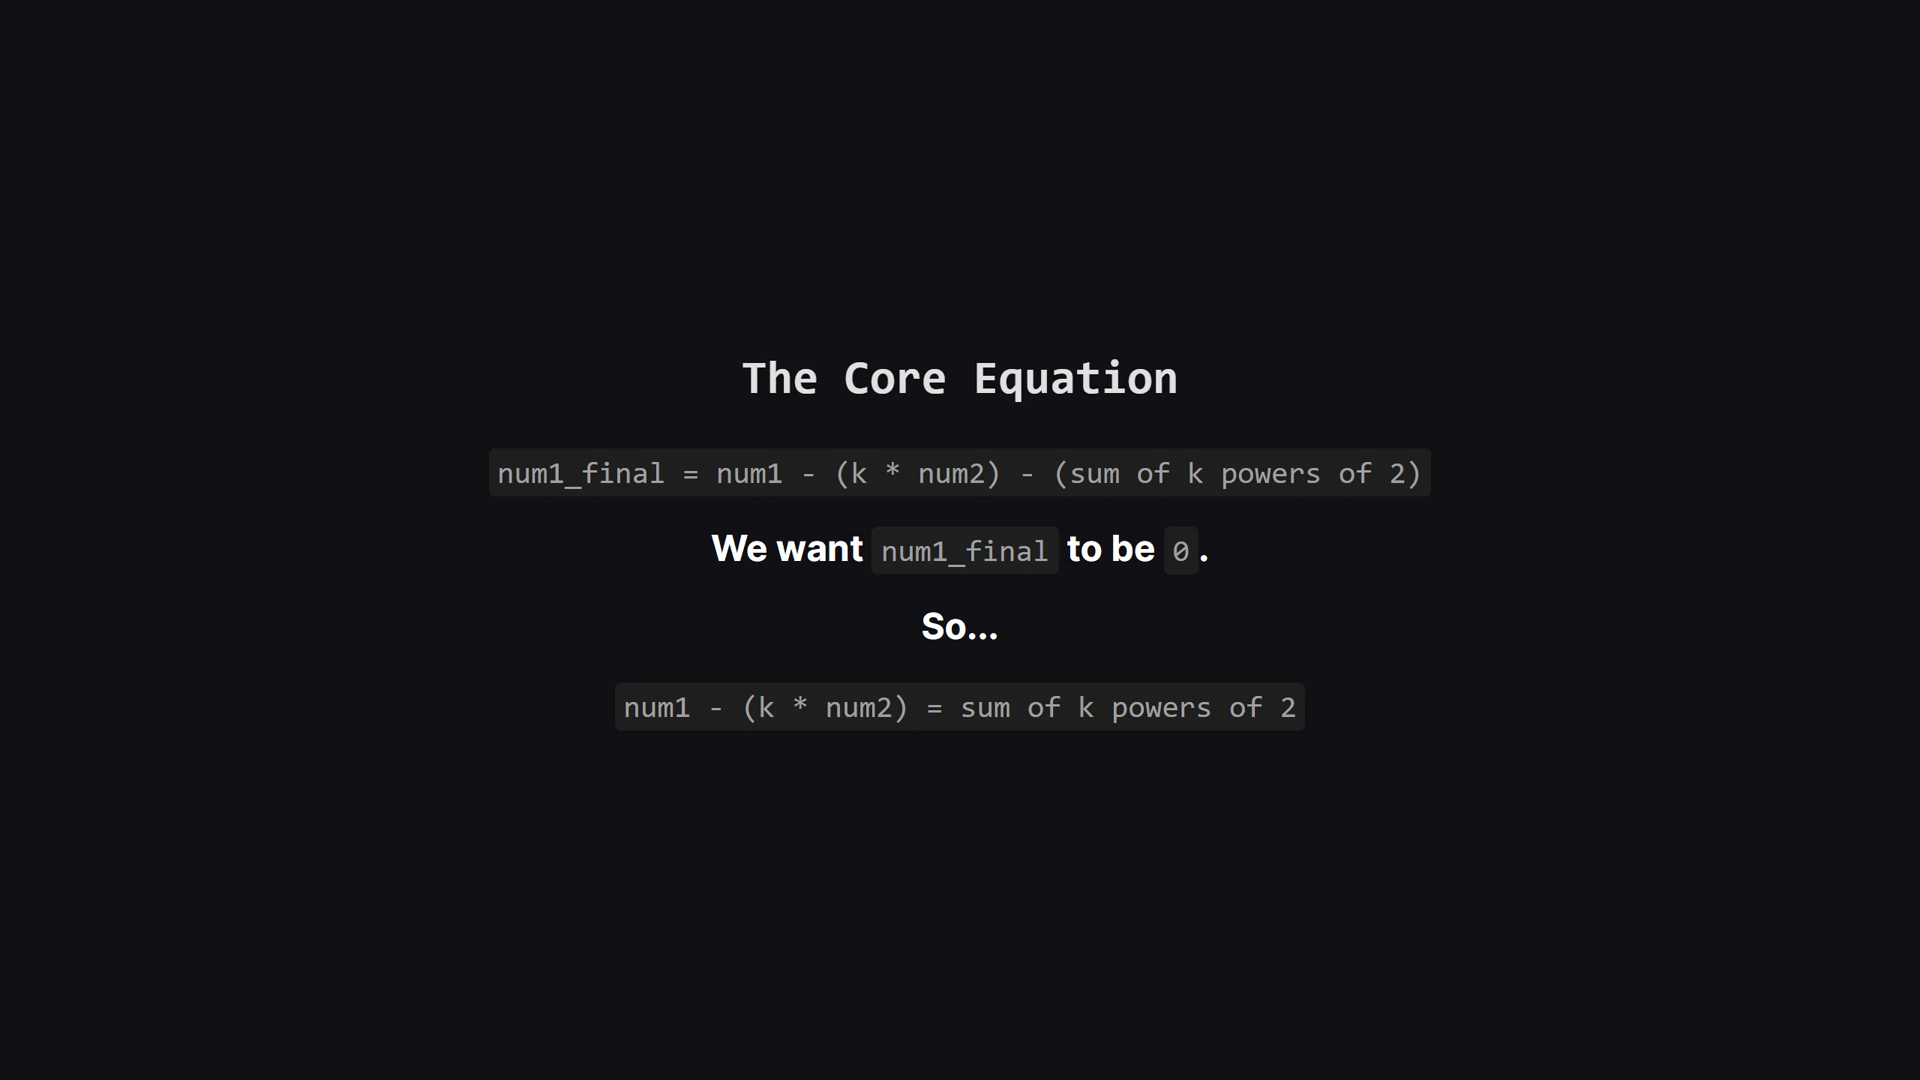 The Core Equation
num1_final = num1 - (k * num2) - (sum of k powers of 2)
We want num1_final to be 0.
So...
num1 - (k * num2) = sum of k powers of 2